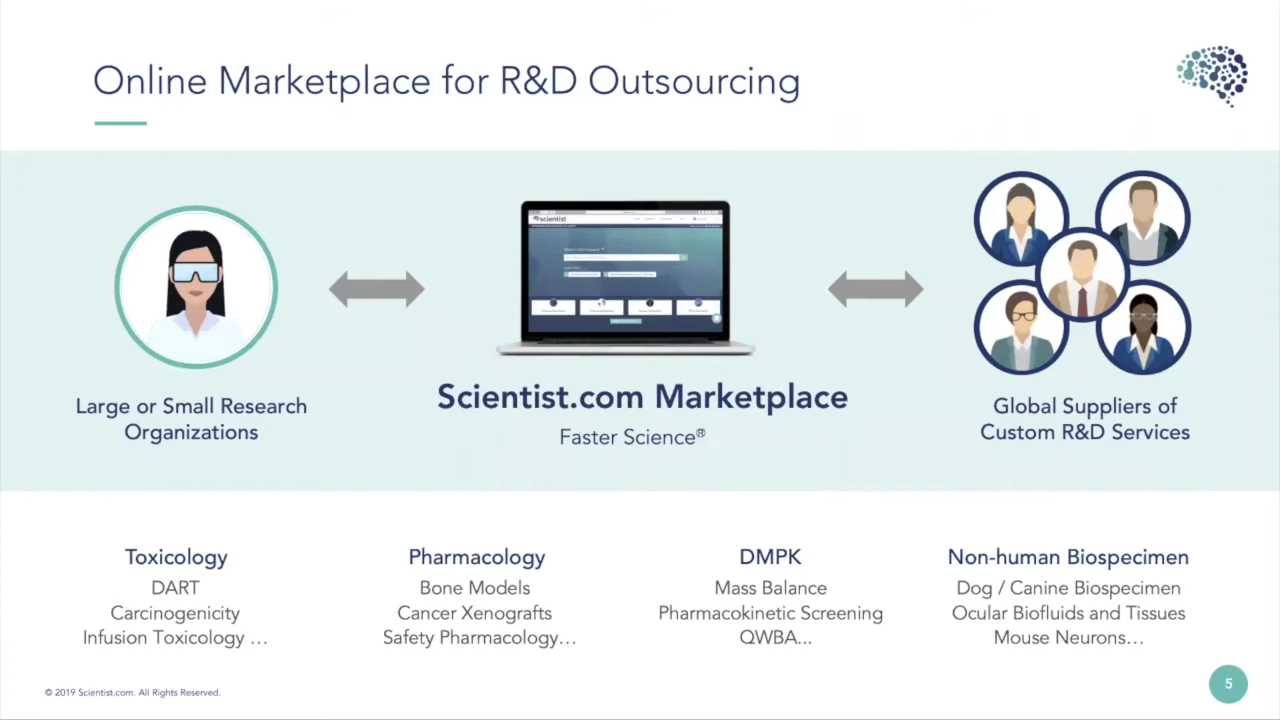 Online Marketplace for R&D Outsourcing
scientist
Large or Small Research
Organizations
Scientist.com Marketplace
Faster Science®
Global Suppliers of
Custom R&D Services
Toxicology
DART
Carcinogenicity
Infusion Toxicology …
Pharmacology
Bone Models
Cancer Xenografts
Safety Pharmacology…
DMPK
Mass Balance
Pharmacokinetic Screening
QWBA...
Non-human Biospecimen
Dog / Canine Biospecimen
Ocular Biofluids and Tissues
Mouse Neurons…
© 2019 Scientist.com. All Rights Reserved.
5